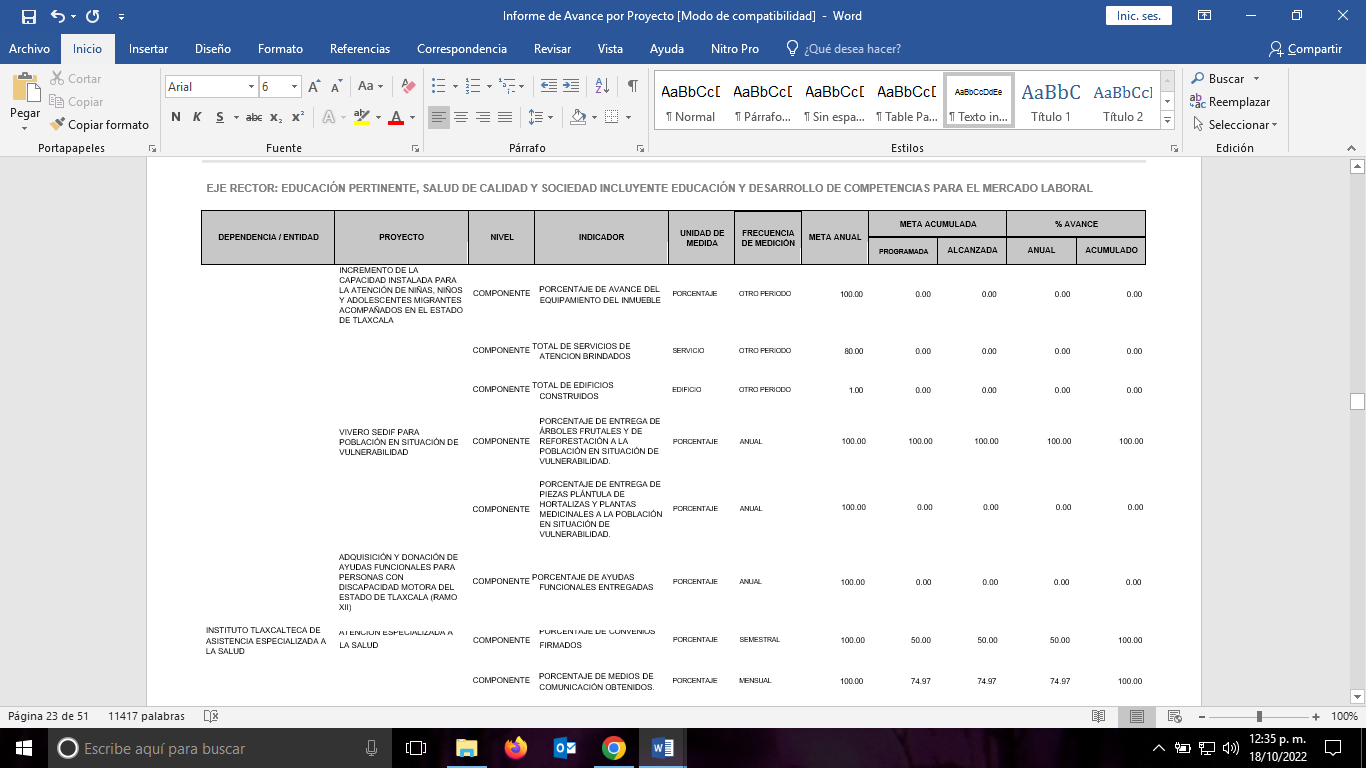 Informe de Avance por Proyecto [Modo de compatibilidad] - Word
Inic. ses.
Archivo Inicio Insertar Diseño Formato Referencias Correspondencia Revisar Vista Ayuda Nitro Pro ¿Qué desea hacer? Compartir
Pegar
Cortar
Copiar
Copiar formato
Portapapeles
Arial 6
Aa
N K S abc x₂ x²
Fuente
Párrafo
AaBbCcI
¶ Normal
AaBbCcD
¶ Párrafo...
AaBbCcD
¶ Sin espa...
AaBbCcD
¶ Table Pa...
AaBbCcDdEe
¶ Texto in...
AaBbC
Título 1
AaBbCcI
Título 2
Estilos
Buscar
Reemplazar
Seleccionar
Edición
EJE RECTOR: EDUCACIÓN PERTINENTE, SALUD DE CALIDAD Y SOCIEDAD INCLUYENTE EDUCACIÓN Y DESARROLLO DE COMPETENCIAS PARA EL MERCADO LABORAL
DEPENDENCIA / ENTIDAD
PROYECTO
NIVEL
INDICADOR
UNIDAD DE
MEDIDA
FRECUENCIA
DE MEDICIÓN
META ANUAL
META ACUMULADA
PROGRAMADA
ALCANZADA
% AVANCE
ANUAL
ACUMULADO
INCREMENTO DE LA
CAPACIDAD INSTALADA PARA
LA ATENCIÓN DE NIÑAS, NIÑOS
Y ADOLESCENTES MIGRANTES
ACOMPAÑADOS EN EL ESTADO
DE TLAXCALA
COMPONENTE
PORCENTAJE DE AVANCE DEL
EQUIPAMIENTO DEL INMUEBLE
PORCENTAJE OTRO PERIODO 100.00 0.00 0.00 0.00 0.00
COMPONENTE
TOTAL DE SERVICIOS DE
ATENCION BRINDADOS
SERVICIO OTRO PERIODO 80.00 0.00 0.00 0.00 0.00
COMPONENTE
TOTAL DE EDIFICIOS
CONSTRUIDOS
EDIFICIO OTRO PERIODO 1.00 0.00 0.00 0.00 0.00
VIVERO SEDIF PARA
POBLACIÓN EN SITUACIÓN DE
VULNERABILIDAD
COMPONENTE
PORCENTAJE DE ENTREGA DE
ÁRBOLES FRUTALES Y DE
REFORESTACIÓN A LA
POBLACIÓN EN SITUACIÓN DE
VULNERABILIDAD.
PORCENTAJE ANUAL 100.00 100.00 100.00 100.00 100.00
COMPONENTE
PORCENTAJE DE ENTREGA DE
PIEZAS PLÁNTULA DE
HORTALIZAS Y PLANTAS
MEDICINALES A LA POBLACIÓN
EN SITUACIÓN DE
VULNERABILIDAD.
PORCENTAJE ANUAL 100.00 0.00 0.00 0.00 0.00
ADQUISICIÓN Y DONACIÓN DE
AYUDAS FUNCIONALES PARA
PERSONAS CON
DISCAPACIDAD MOTORA DEL
ESTADO DE TLAXCALA (RAMO
XII)
COMPONENTE
PORCENTAJE DE AYUDAS
FUNCIONALES ENTREGADAS
PORCENTAJE ANUAL 100.00 0.00 0.00 0.00 0.00
INSTITUTO TLAXCALTECA DE
ASISTENCIA ESPECIALIZADA A
LA SALUD
ATENCIÓN ESPECIALIZADA A
LA SALUD
COMPONENTE
PORCENTAJE DE CONVENIOS
FIRMADOS
PORCENTAJE SEMESTRAL 100.00 50.00 50.00 50.00 100.00
COMPONENTE
PORCENTAJE DE MEDIOS DE
COMUNICACIÓN OBTENIDOS.
PORCENTAJE MENSUAL 100.00 74.97 74.97 74.97 100.00
Página 23 de 51 11417 palabras 100%
Escribe aquí para buscar
12:35 p. m.
18/10/2022